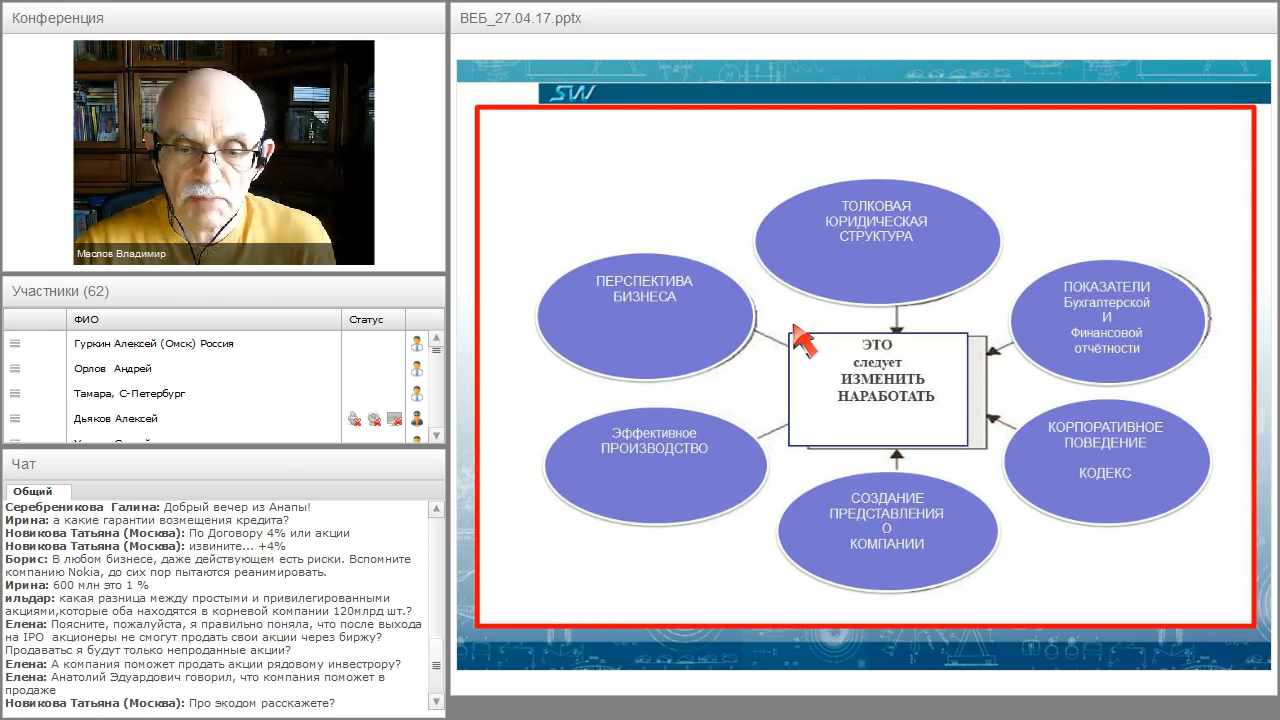 Конференция
Маслов Владимир
Участники (62)
ФИО
Статус
Гуркин Алексей (Омск) Россия
Орлов Андрей
Тамара, С-Петербург
Дьяков Алексей
Чат
Общий
Серебреникова Галина: Добрый вечер из Анапы!
Ирина: а какие гарантии возмещения кредита?
Новикова Татьяна (Москва): По Договору 4% или акции
Новикова Татьяна (Москва): извините... +4%
Борис: В любом бизнесе, даже действующем есть риски. Вспомните
компанию Nokia, до сих пор пытаются реанимировать.
Ирина: 600 млн это 1 %
ильдар: какая разница между простыми и привилегированными
акциями,которые оба находятся в корневой компании 120млрд шт.?
Елена: Поясните, пожалуйста, я правильно поняла, что после выхода
на IPO акционеры не смогут продать свои акции через биржу?
Продаватьс я будут только непроданные акции?
Елена: А компания поможет продать акции рядовому инвестрору?
Елена: Анатолий Эдуардович говорил, что компания поможет в
продаже
Новикова Татьяна (Москва): Про экодом расскажете?
ВЕБ_27.04.17.pptx
SW
ТОЛКОВАЯ
ЮРИДИЧЕСКАЯ
СТРУКТУРА
ПЕРСПЕКТИВА
БИЗНЕСА
ПОКАЗАТЕЛИ
Бухгалтерской
И
Финансовой
отчётности
ЭТО
следует
ИЗМЕНИТЬ
НАРАБОТАТЬ
Эффективное
ПРОИЗВОДСТВО
КОРПОРАТИВНОЕ
ПОВЕДЕНИЕ
КОДЕКС
СОЗДАНИЕ
ПРЕДСТАВЛЕНИЯ
О
КОМПАНИИ